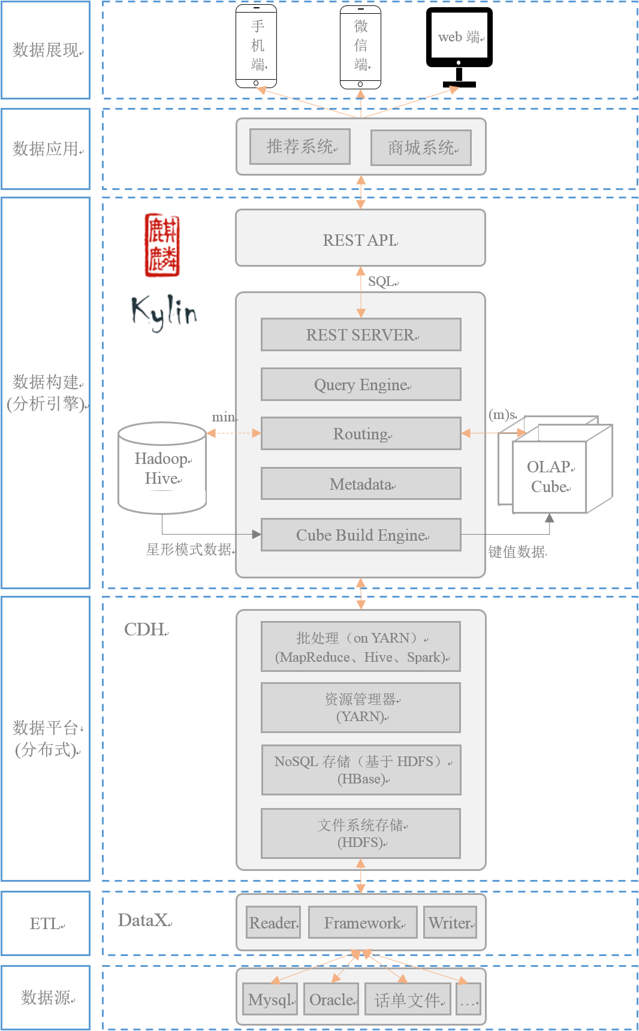 数据展现
手
机
端
微
信
端
web 端
数据应用
推荐系统
商城系统
数据构建
(分析引擎)
麒
麟
Kylin
REST API
SQL
REST SERVER
Query Engine
min
Routing
(m)s
Hadoop
Hive
OLAP
Cube
Metadata
Cube Build Engine
星形模式数据
键值数据
数据平台
(分布式)
CDH
批处理（on YARN）
(MapReduce、Hive、Spark)
资源管理器
(YARN)
NoSQL 存储（基于 HDFS）
(HBase)
文件系统存储
(HDFS)
ETL
DataX
Reader
Framework
Writer
数据源
Mysql
Oracle
话单文件
…